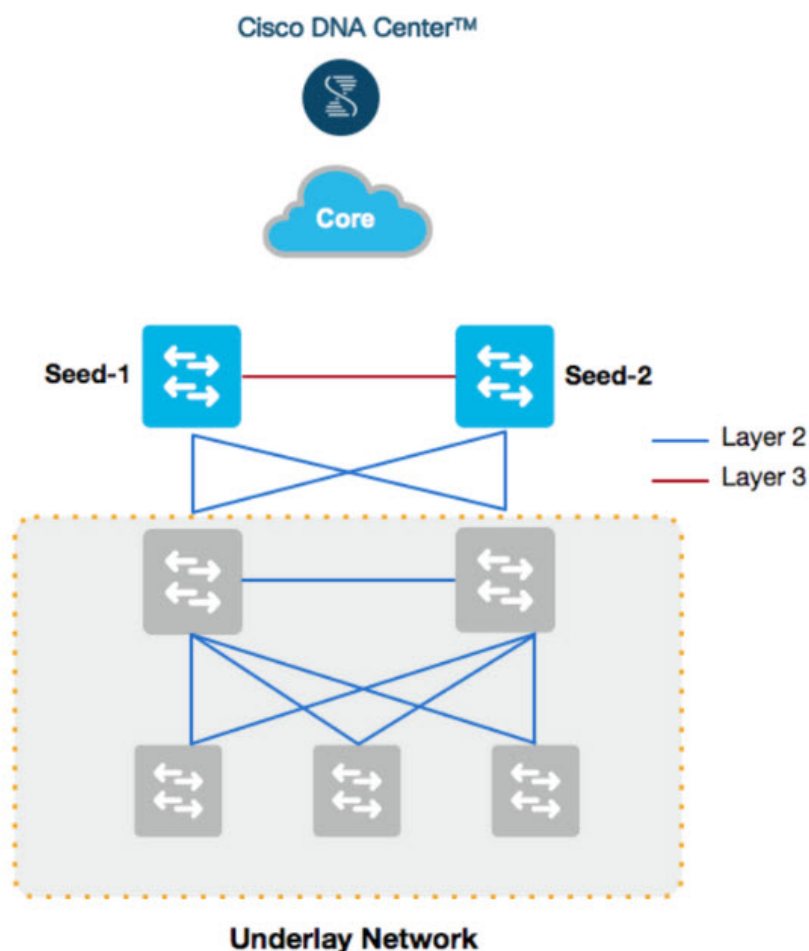 Cisco DNA Center™
Core
Seed-1
Seed-2
Layer 2
Layer 3
Underlay Network